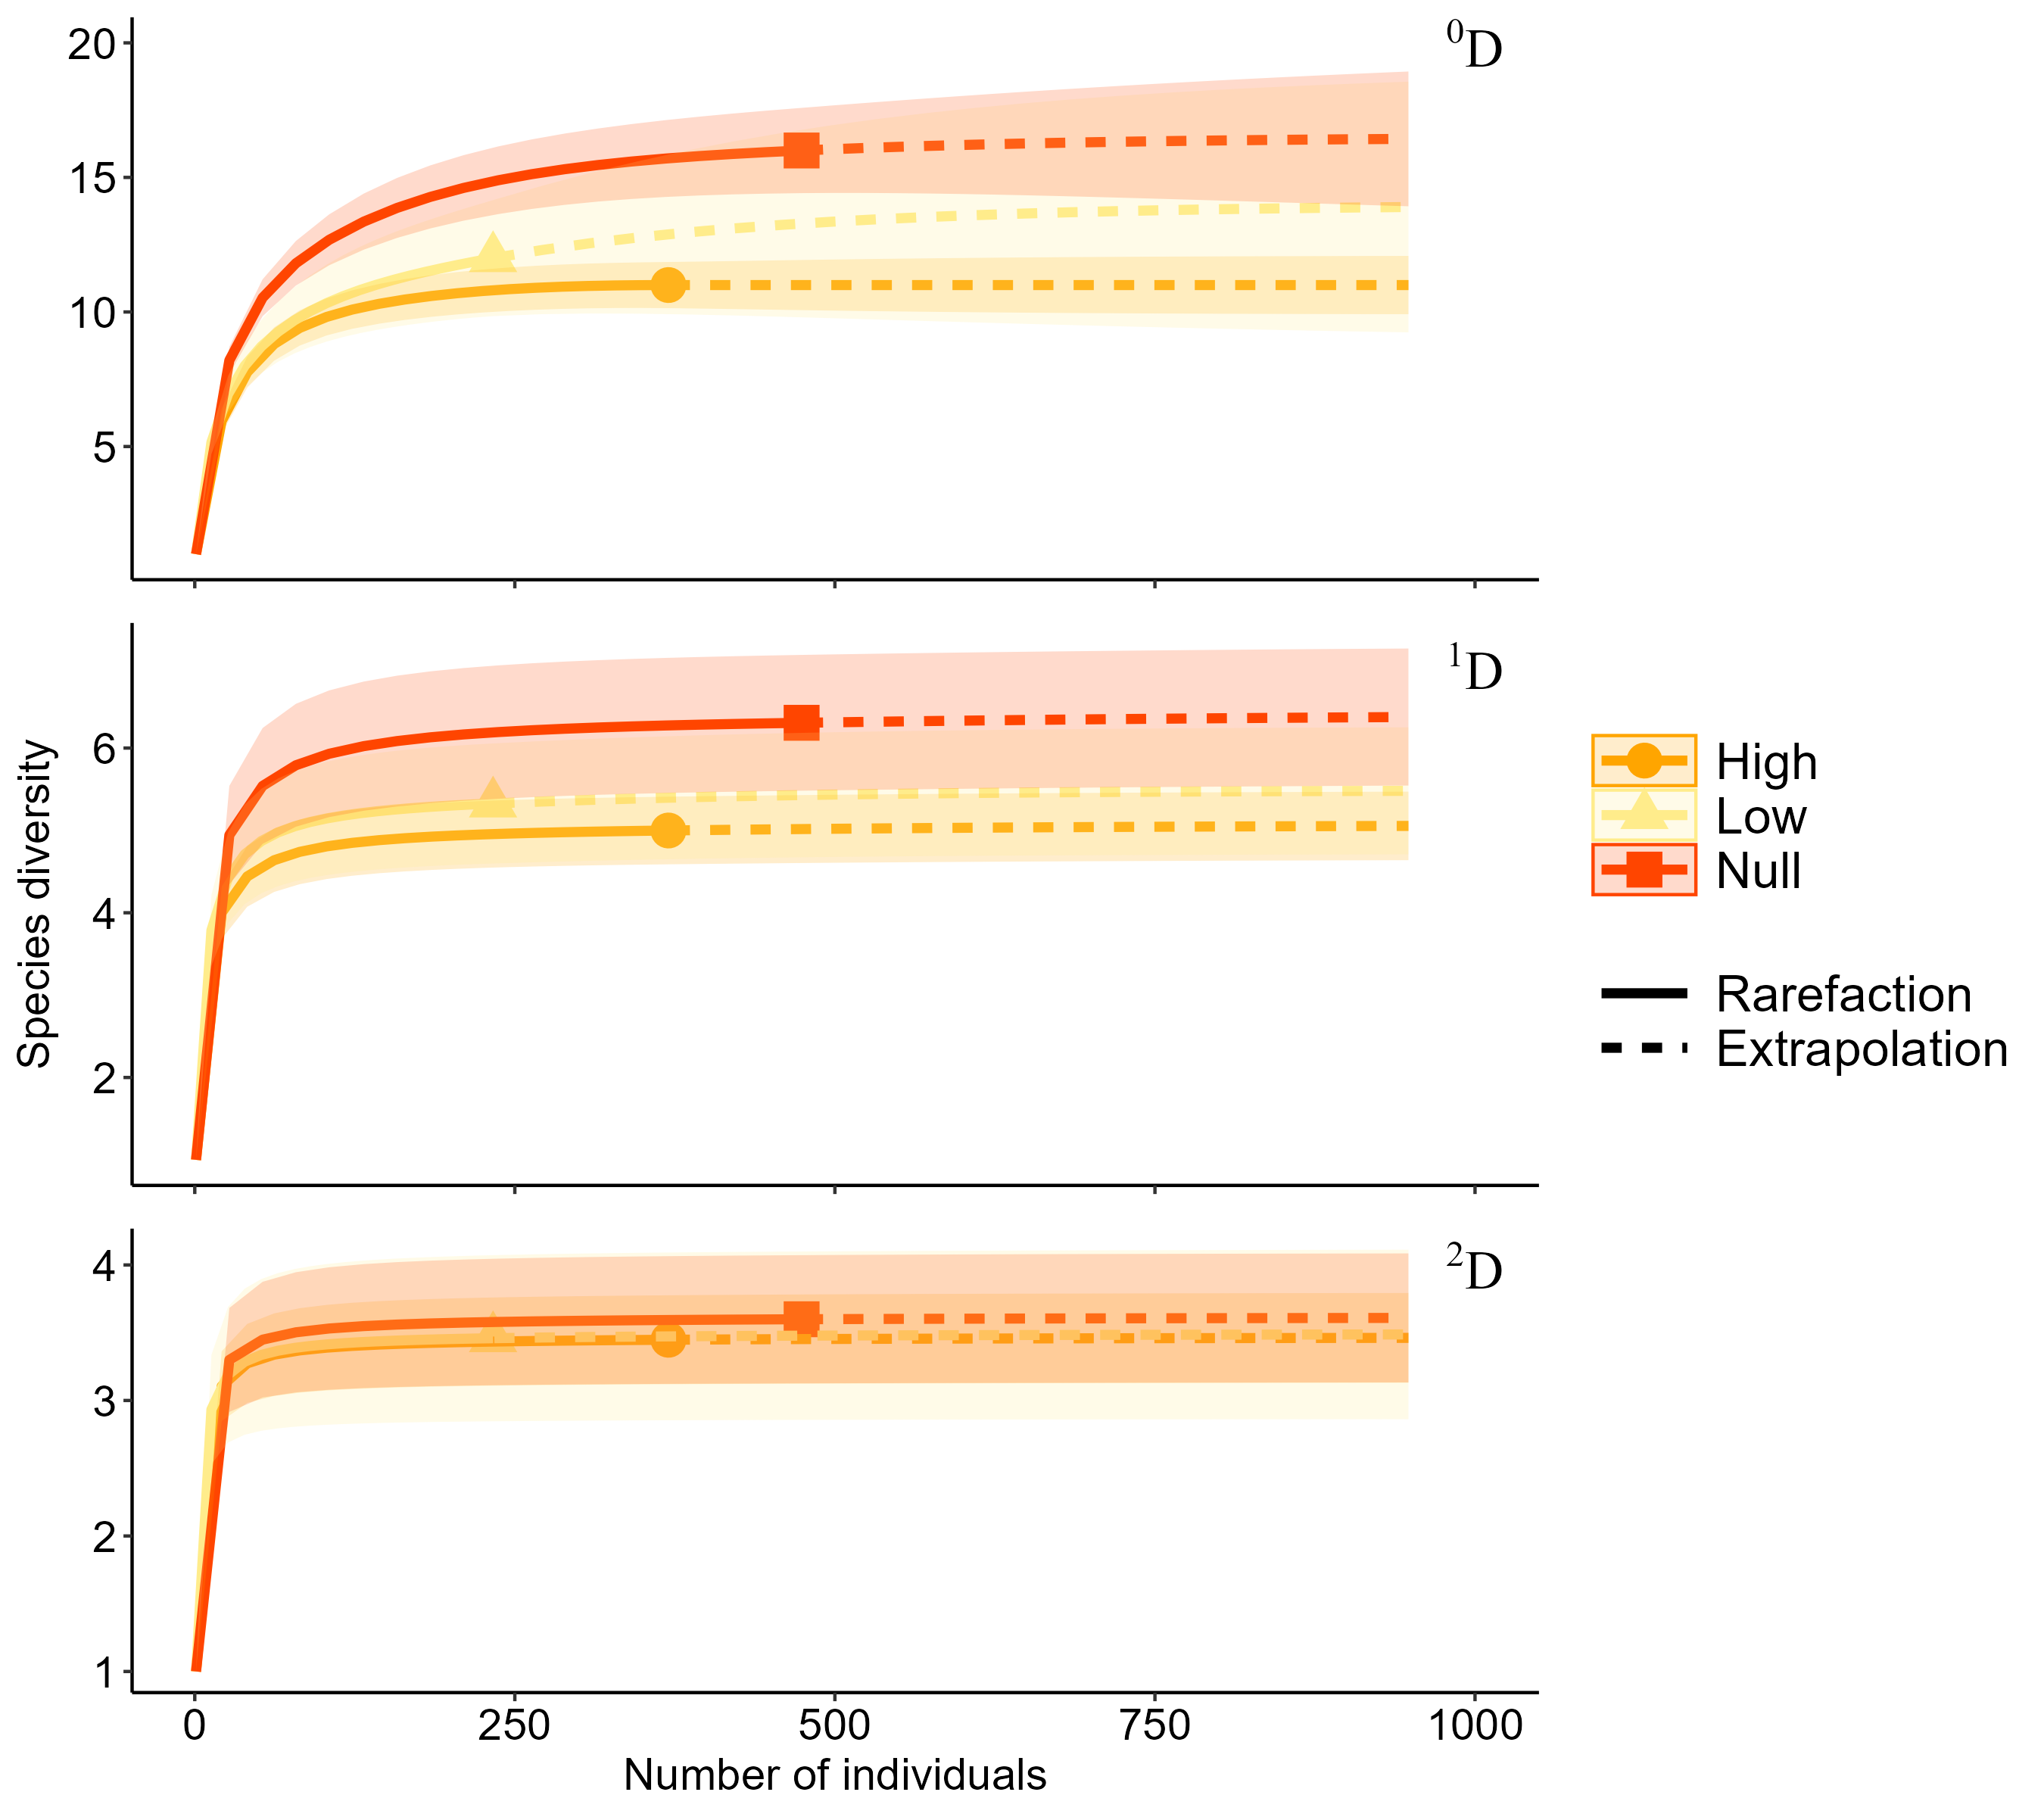 20
15
10
5
⁰D
6
4
2
¹D
4
3
2
1
²D
0 250 500 750 1000
Number of individuals
Species diversity
High
Low
Null
Rarefaction
Extrapolation